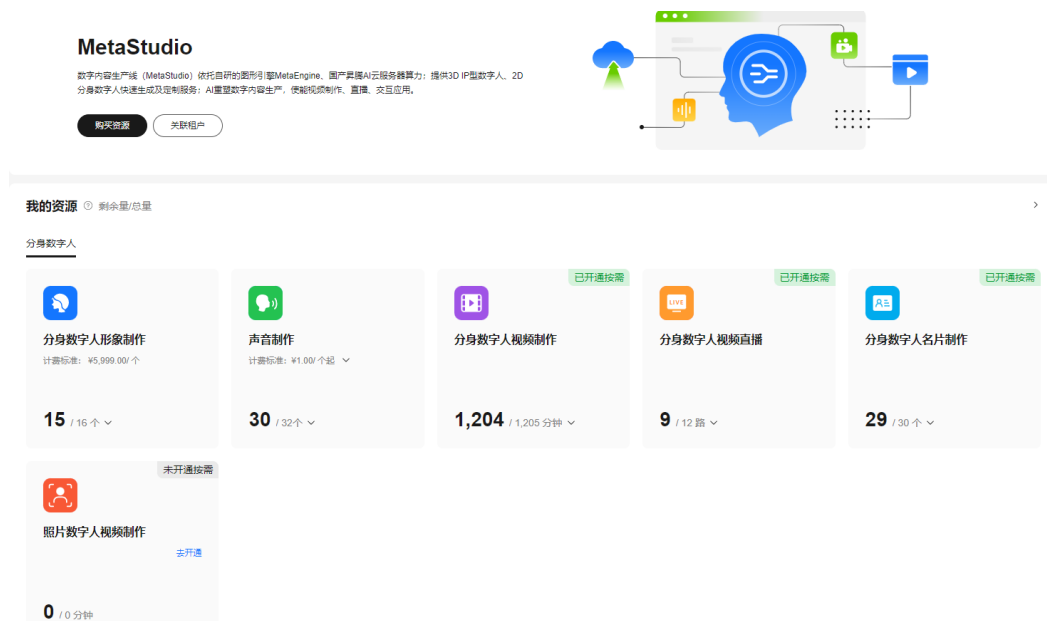 MetaStudio
数字内容生产线（MetaStudio）依托自研的图形引擎MetaEngine、国产昇腾AI云服务器算力；提供3D IP型数字人、2D
分身数字人快速生成及定制服务；AI重塑数字内容生产，使能视频制作、直播、交互应用。
购买资源
关联租户
我的资源 剩余量/总量
分身数字人
分身数字人形象制作
计费标准：¥5,999.00/ 个
15 / 16 个
声音制作
计费标准：¥1.00/ 个起
30 / 32个
已开通按需
分身数字人视频制作
1,204 / 1,205 分钟
已开通按需
LIVE
分身数字人视频直播
9 / 12 路
已开通按需
分身数字人名片制作
29 / 30 个
未开通按需
照片数字人视频制作
去开通
0 / 0 分钟